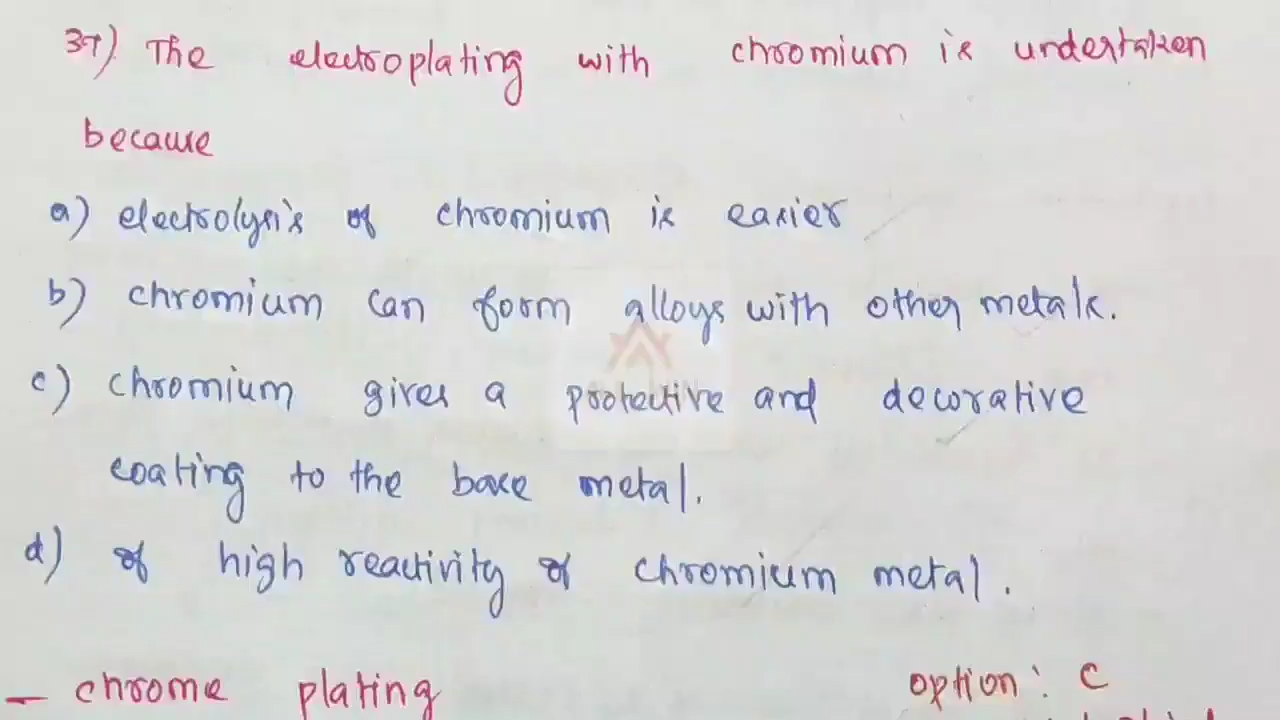 37). The electroplating with chromium is undertaken
because
a) electrolysis of chromium is easier
b) chromium can form alloys with other metals.
c) chromium gives a protective and decorative
coating to the base metal.
d) of high reactivity of chromium metal.
— chrome plating option: C